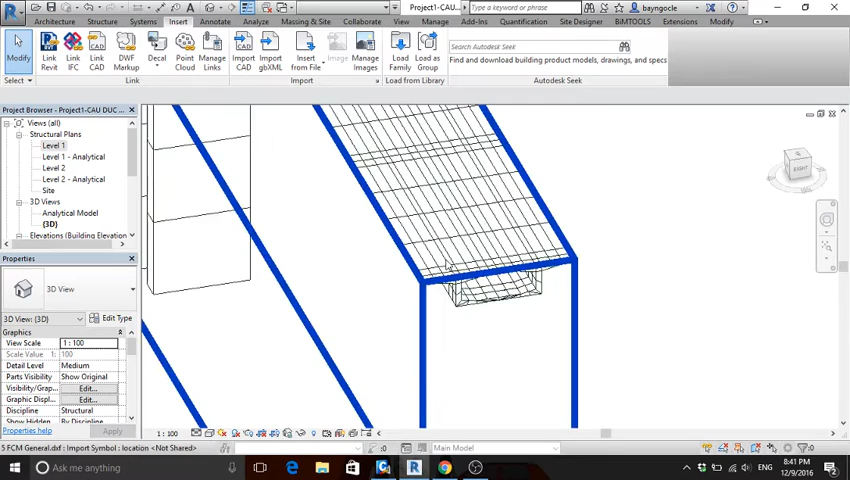 Project1-CAU...
Type a keyword or phrase
bayngocle
Architecture Structure Systems Insert Annotate Analyze Massing & Site Collaborate View Manage Add-Ins Quantification Site Designer BiMTOOLS Extensions Modify
Modify
Link Revit
Link IFC
Link CAD
DWF Markup
Decal
Point Cloud
Manage Links
Import CAD
Import gbXML
Insert from File
Image
Manage Images
Load Family
Load as Group
Search Autodesk Seek
Find and download building product models, drawings, and specs
Select
Link
Import
Load from Library
Autodesk Seek
Project Browser - Project1-CAU DUC ...
Views (all)
Structural Plans
Level 1
Level 1 - Analytical
Level 2
Level 2 - Analytical
Site
3D Views
Analytical Model
{3D}
Elevations (Building Elevation
RIGHT
Properties
3D View
3D View: {3D}
Edit Type
Graphics
View Scale 1 : 100
Scale Value 1: 100
Detail Level Medium
Parts Visibility Show Original
Visibility/Grap... Edit...
Graphic Displ... Edit...
Discipline Structural
Show Hidden ... By Discipline
Properties help
Apply
1 : 100
5 FCM General.dxf : Import Symbol : location <Not Shared>
:0
Main Model
:0
Ask me anything
ENG
8:41 PM
12/9/2016